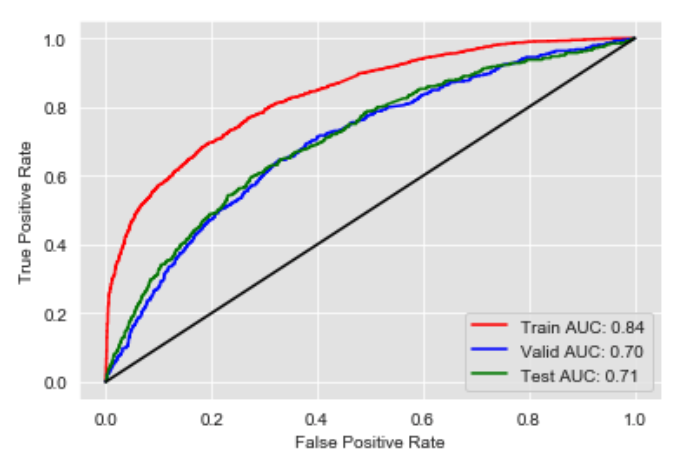 1.0
0.8
0.6
0.4
0.2
0.0
True Positive Rate
Train AUC: 0.84
Valid AUC: 0.70
Test AUC: 0.71
0.0 0.2 0.4 0.6 0.8 1.0
False Positive Rate